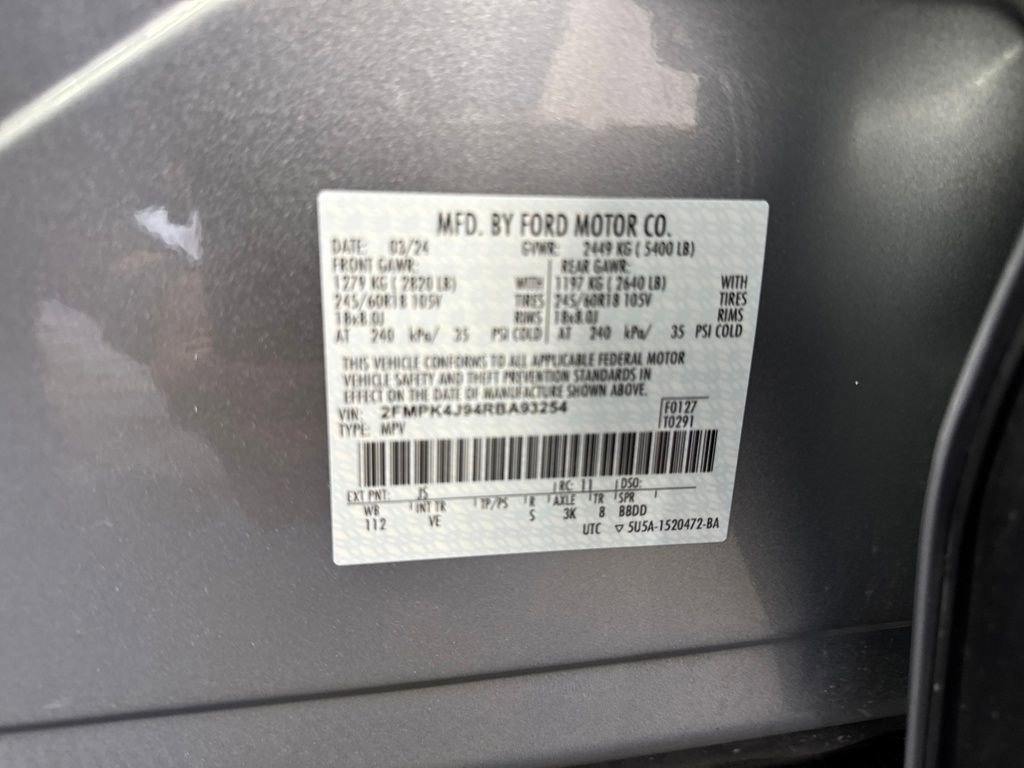 MFD. BY FORD MOTOR CO.
DATE: 03/24 GVWR: 2449 KG ( 5400 LB)
FRONT GAWR: REAR GAWR:
1279 KG ( 2820 LB) WITH 1197 KG ( 2640 LB) WITH
245/60R18 105V TIRES 245/60R18 105V TIRES
18x8.0J RIMS 18x8.0J RIMS
AT 240 kPa/ 35 PSI COLD AT 240 kPa/ 35 PSI COLD
THIS VEHICLE CONFORMS TO ALL APPLICABLE FEDERAL MOTOR
VEHICLE SAFETY AND THEFT PREVENTION STANDARDS IN
EFFECT ON THE DATE OF MANUFACTURE SHOWN ABOVE.
VIN: 2FMPK4J94RBA93254 F0127
TYPE: MPV T0291
EXT PNT: JS RC: 11 DSO:
WB INT TR TP/PS R AXLE TR SPR
112 VE S 3K 8 BBDD
UTC ▽ 5U5A-1520472-BA